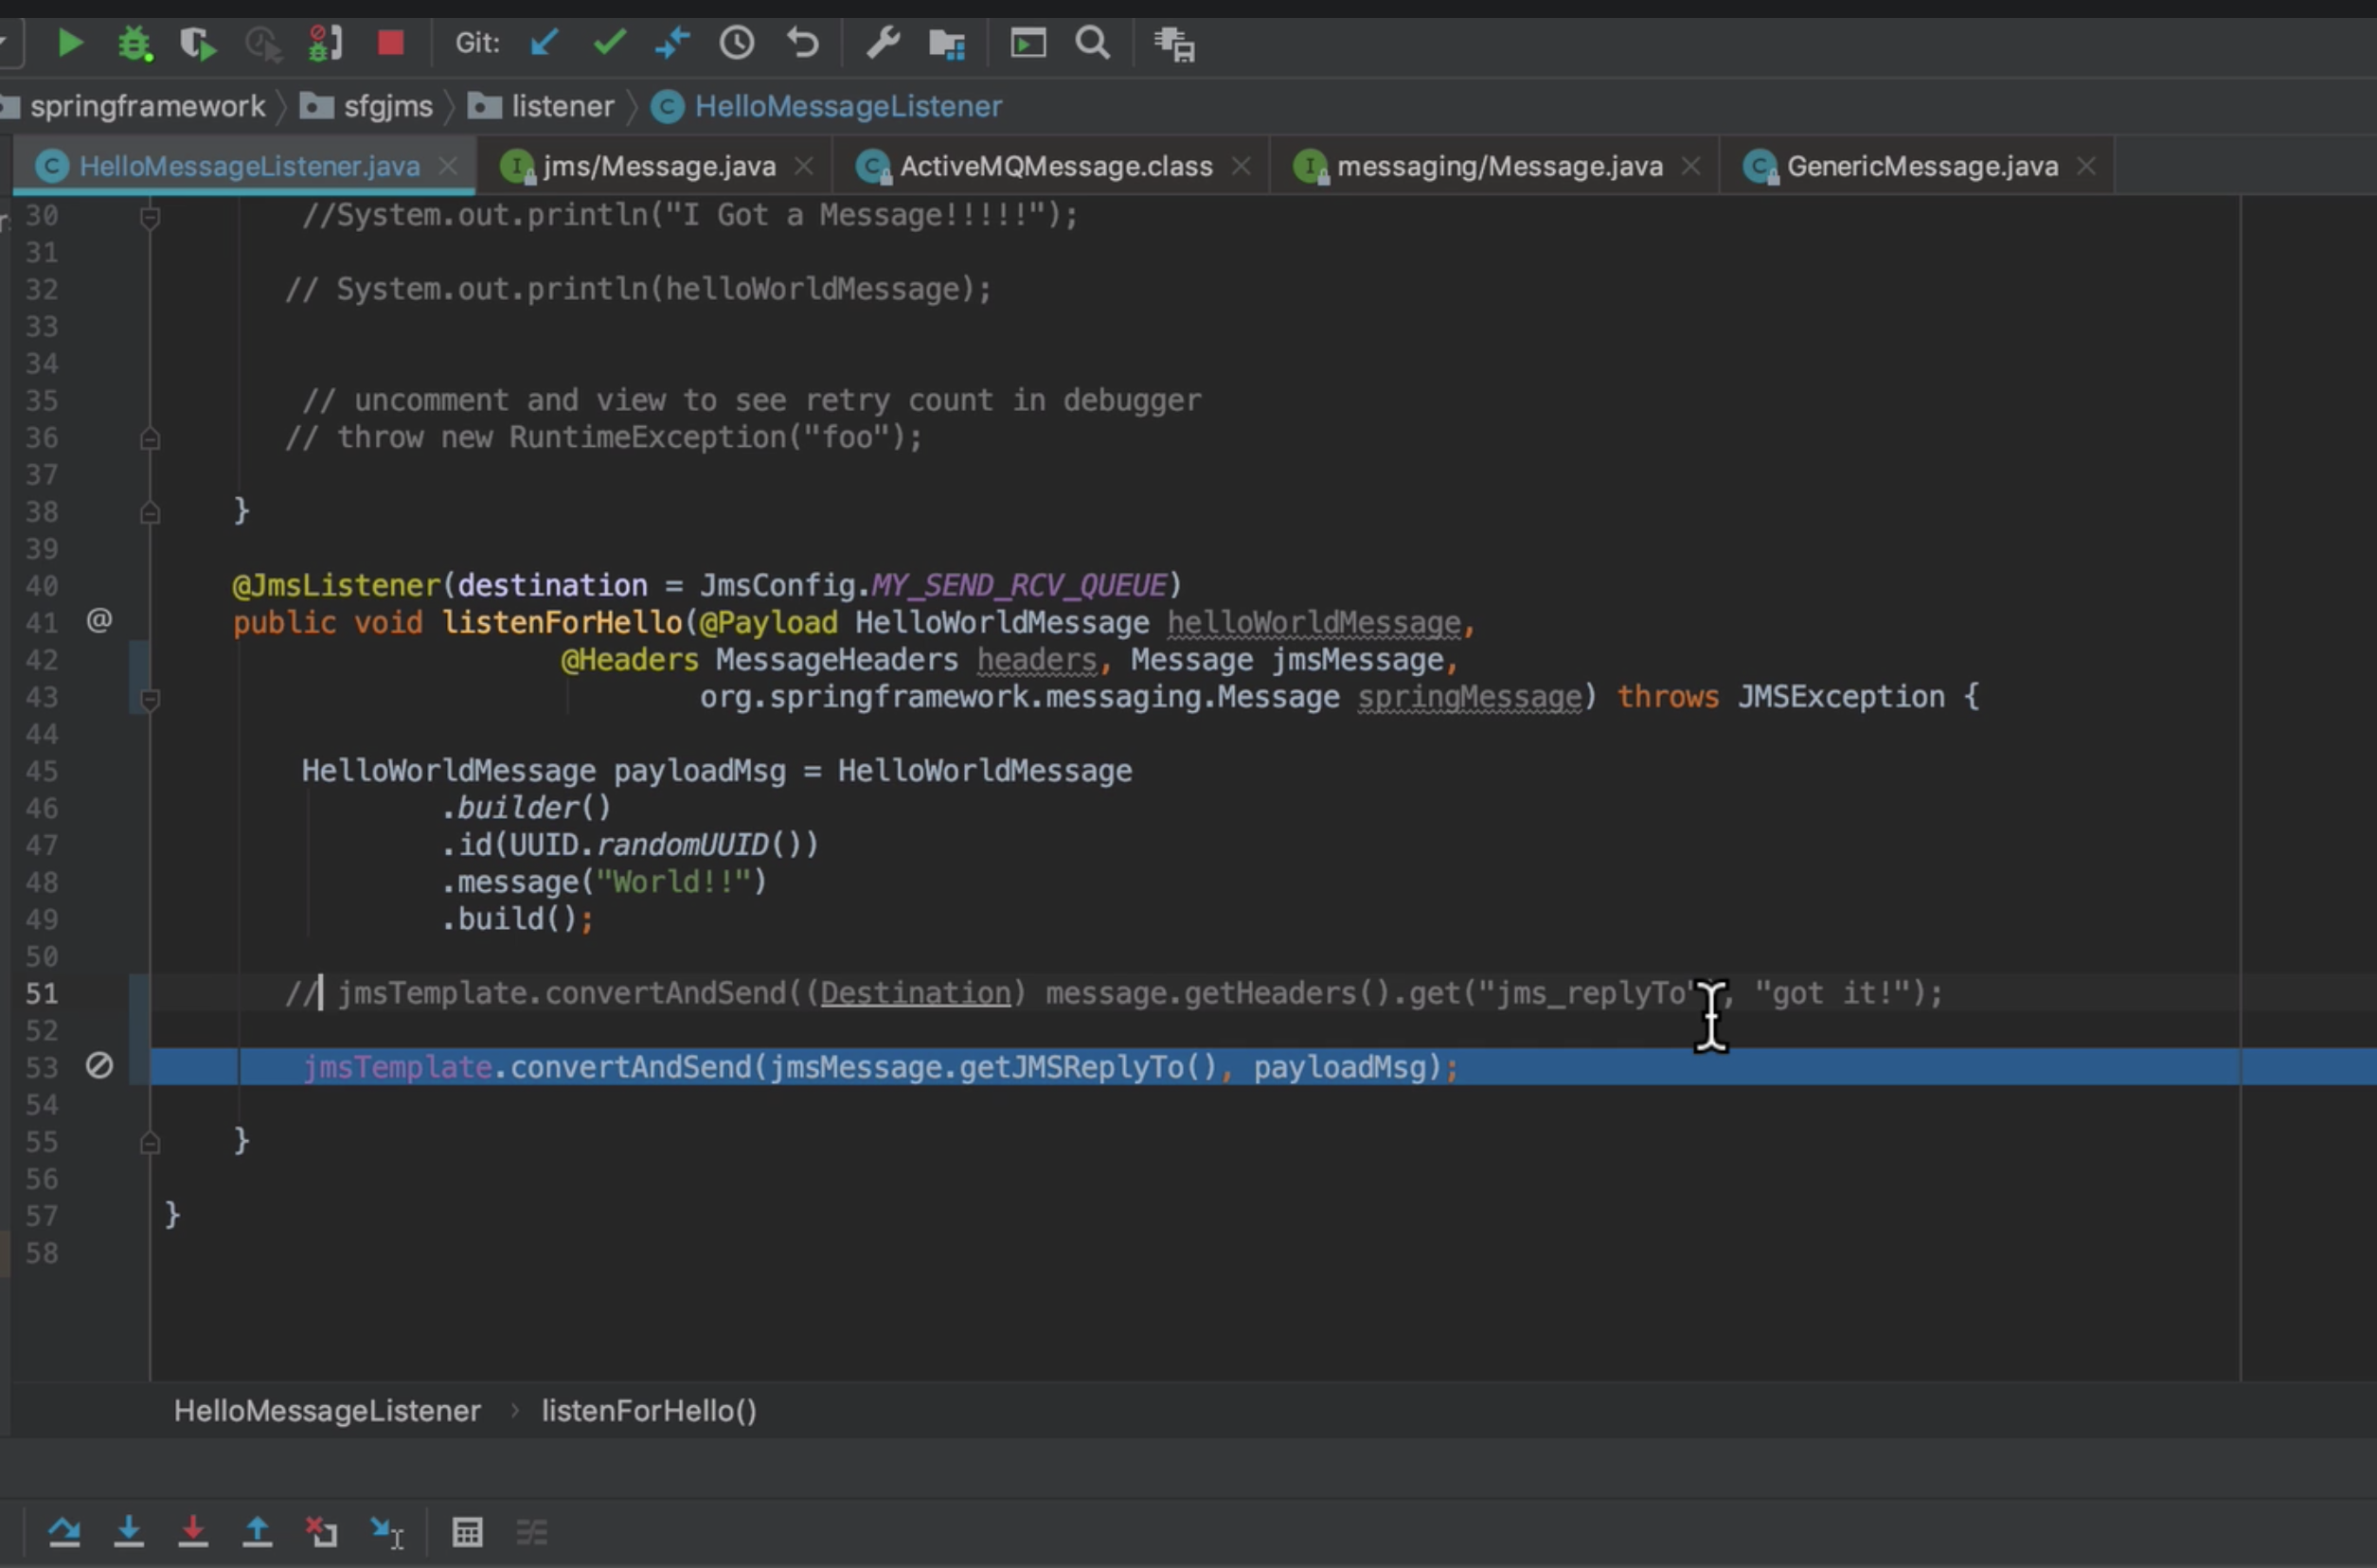 Git:
springframework sfgjms listener HelloMessageListener
HelloMessageListener.java jms/Message.java ActiveMQMessage.class messaging/Message.java GenericMessage.java
30 //System.out.println("I Got a Message!!!!!");
31
32 // System.out.println(helloWorldMessage);
33
34
35 // uncomment and view to see retry count in debugger
36 // throw new RuntimeException("foo");
37
38 }
39
40 @JmsListener(destination = JmsConfig.MY_SEND_RCV_QUEUE)
41 @ public void listenForHello(@Payload HelloWorldMessage helloWorldMessage,
42 @Headers MessageHeaders headers, Message jmsMessage,
43 org.springframework.messaging.Message springMessage) throws JMSException {
44
45 HelloWorldMessage payloadMsg = HelloWorldMessage
46 .builder()
47 .id(UUID.randomUUID())
48 .message("World!!")
49 .build();
50
51 // jmsTemplate.convertAndSend((Destination) message.getHeaders().get("jms_replyTo"), "got it!");
52
53 jmsTemplate.convertAndSend(jmsMessage.getJMSReplyTo(), payloadMsg);
54
55 }
56
57 }
58
HelloMessageListener › listenForHello()